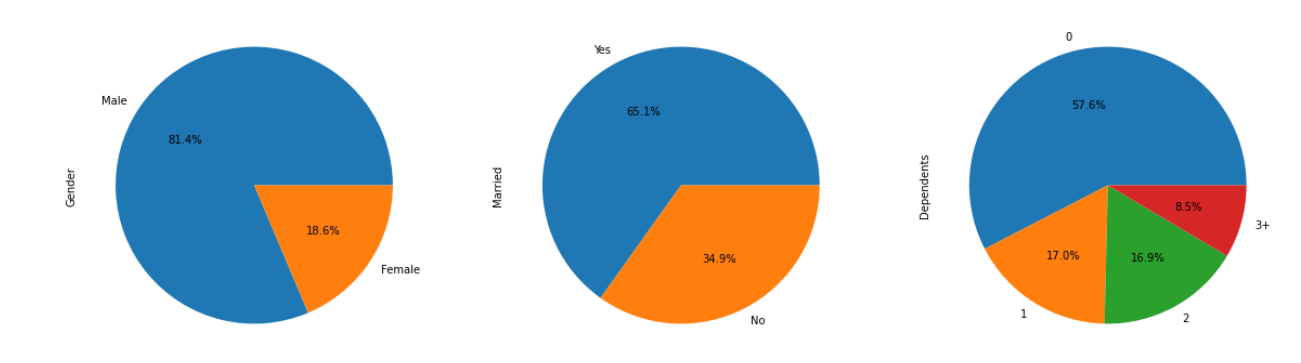 Gender
Male
81.4%
18.6%
Female
Married
Yes
65.1%
34.9%
No
Dependents
0
57.6%
17.0%
1
16.9%
2
8.5%
3+